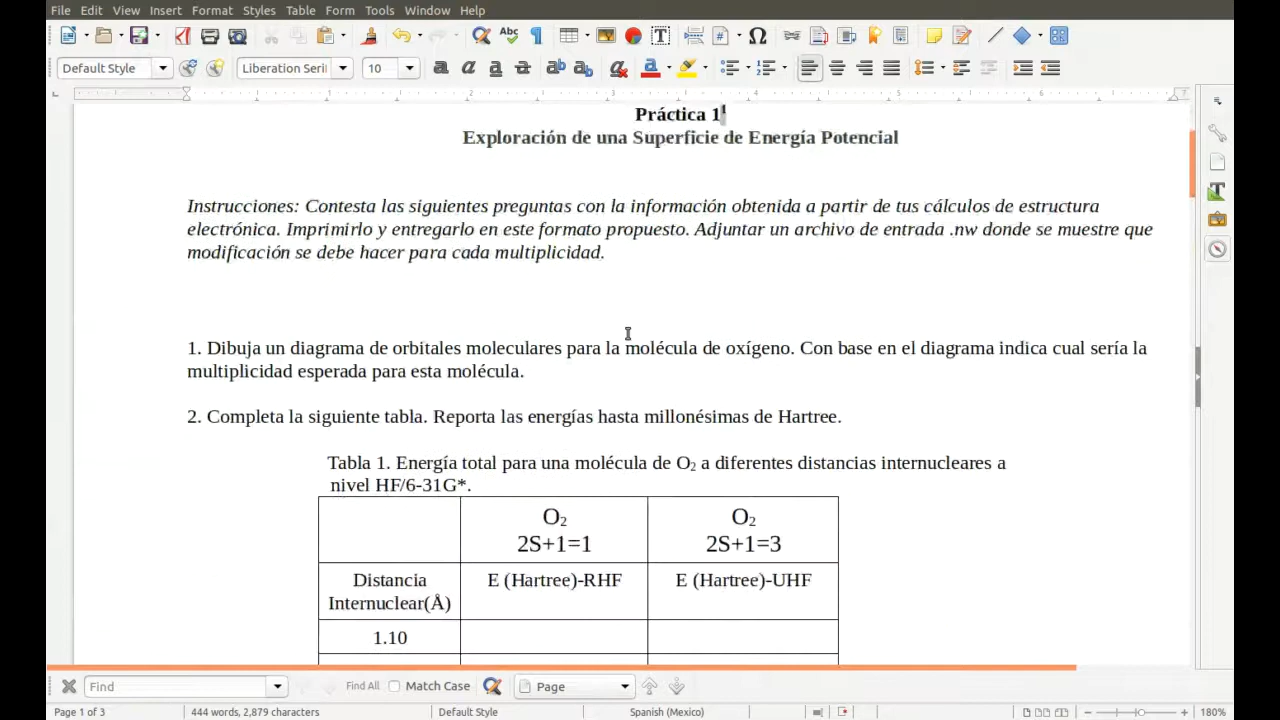 File Edit View Insert Format Styles Table Form Tools Window Help
Default Style Liberation Seri 10
1 2 3 4 5 6 7
Práctica 1¹
Exploración de una Superficie de Energía Potencial
Instrucciones: Contesta las siguientes preguntas con la información obtenida a partir de tus cálculos de estructura
electrónica. Imprimirlo y entregarlo en este formato propuesto. Adjuntar un archivo de entrada .nw donde se muestre que
modificación se debe hacer para cada multiplicidad.
1. Dibuja un diagrama de orbitales moleculares para la molécula de oxígeno. Con base en el diagrama indica cual sería la
multiplicidad esperada para esta molécula.
2. Completa la siguiente tabla. Reporta las energías hasta millonésimas de Hartree.
Tabla 1. Energía total para una molécula de O₂ a diferentes distancias internucleares a
nivel HF/6-31G*.
O₂ O₂
2S+1=1 2S+1=3
Distancia E (Hartree)-RHF E (Hartree)-UHF
Internuclear(Å)
1.10
Find Find All Match Case Page
Page 1 of 3 444 words, 2,879 characters Default Style Spanish (Mexico) 180%